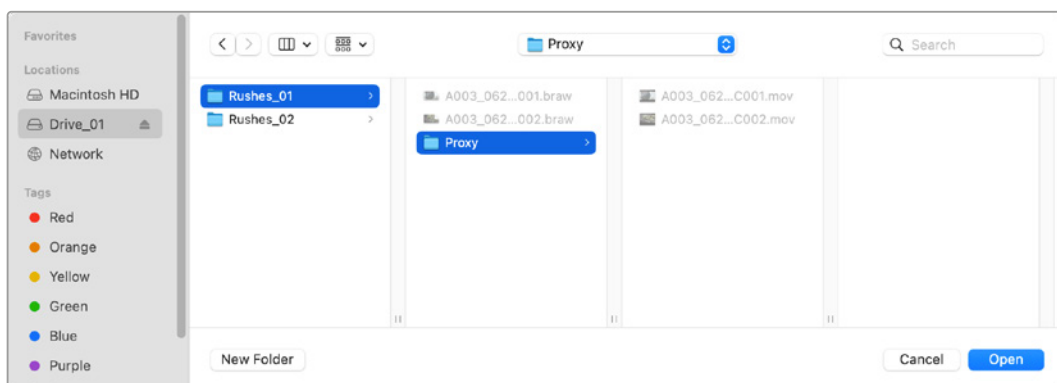 Favorites
Locations
Macintosh HD
Drive_01
Network
Tags
Red
Orange
Yellow
Green
Blue
Purple
Proxy
Search
Rushes_01
Rushes_02
A003_062...001.braw
A003_062...002.braw
Proxy
A003_062...C001.mov
A003_062...C002.mov
New Folder
Cancel
Open